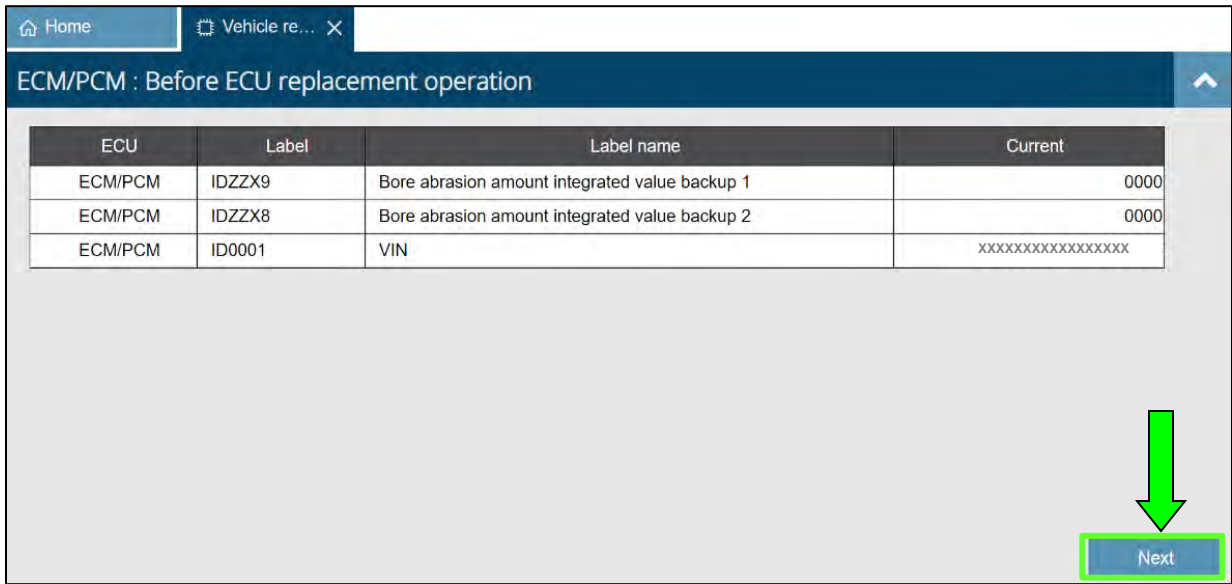 Home Vehicle re...
ECM/PCM : Before ECU replacement operation
ECU Label Label name Current
ECM/PCM IDZZX9 Bore abrasion amount integrated value backup 1 0000
ECM/PCM IDZZX8 Bore abrasion amount integrated value backup 2 0000
ECM/PCM ID0001 VIN XXXXXXXXXXXXXXXXX
Next